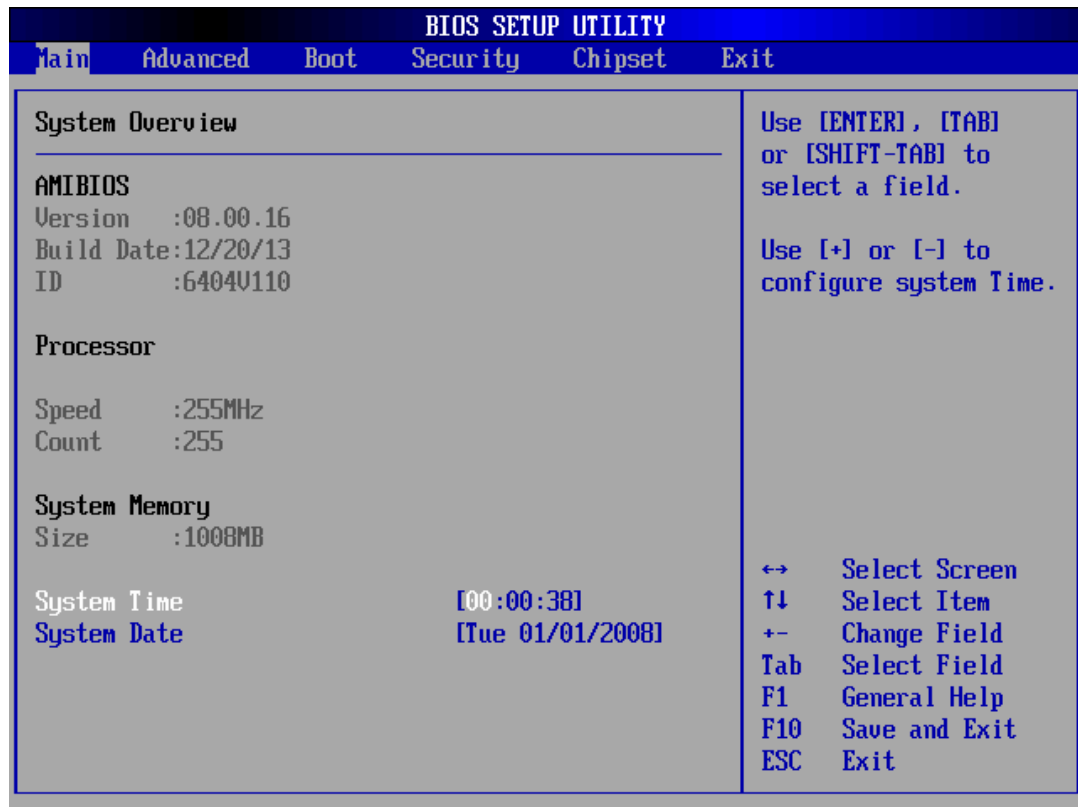 BIOS SETUP UTILITY
Main Advanced Boot Security Chipset Exit
System Overview
AMIBIOS
Version :08.00.16
Build Date:12/20/13
ID :6404V110
Processor
Speed :255MHz
Count :255
System Memory
Size :1008MB
System Time [00:00:38]
System Date [Tue 01/01/2008]
Use [ENTER], [TAB]
or [SHIFT-TAB] to
select a field.
Use [+] or [-] to
configure system Time.
←→ Select Screen
↑↓ Select Item
+- Change Field
Tab Select Field
F1 General Help
F10 Save and Exit
ESC Exit